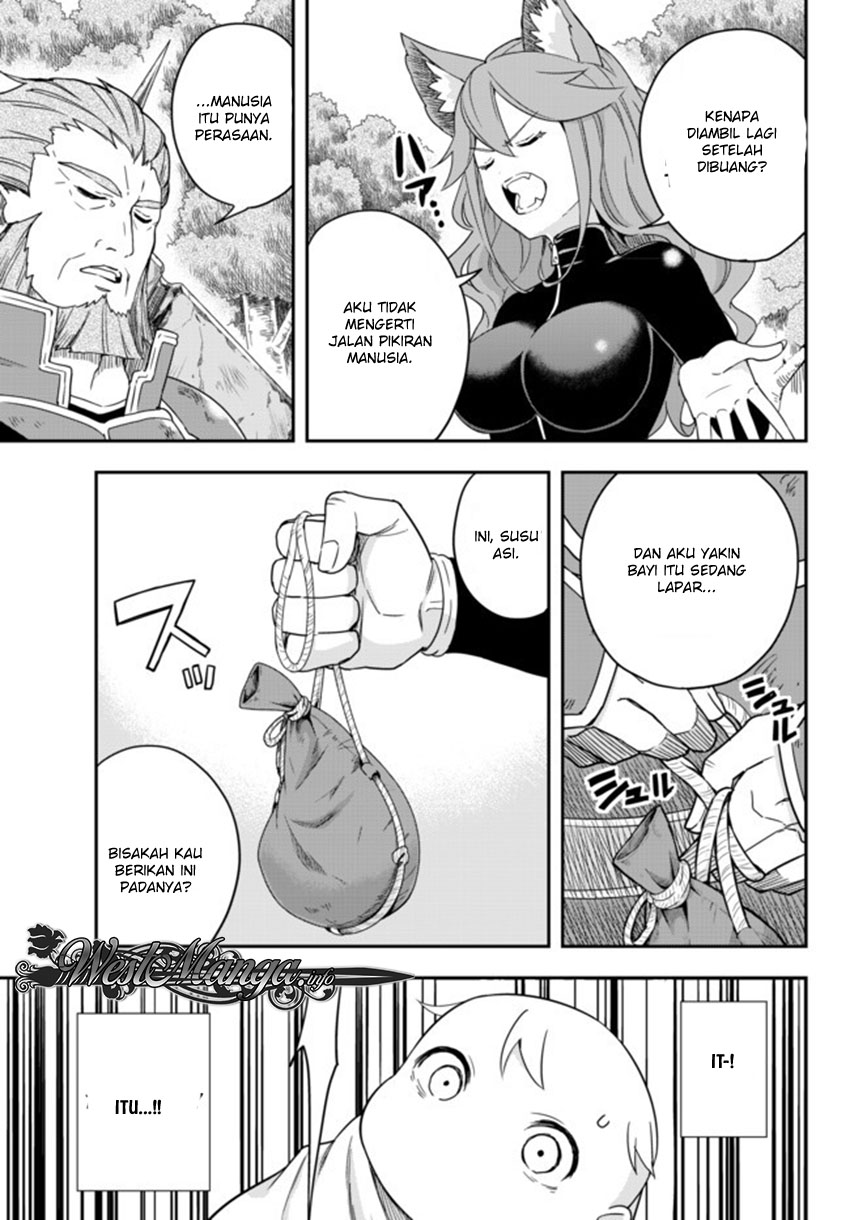 KENAPA
DIAMBIL LAGI
SETELAH
DIBUANG?
ハァ…
AKU TIDAK
MENGERTI
JALAN PIKIRAN
MANUSIA.
...MANUSIA
ITU PUNYA
PERASAAN.
DAN AKU YAKIN
BAYI ITU SEDANG
LAPAR...
シュル
シュル
INI, SUSU
ASI.
スッ
BISAKAH KAU
BERIKAN INI
PADANYA?
WestManga.info
IT-!
ITU...!!